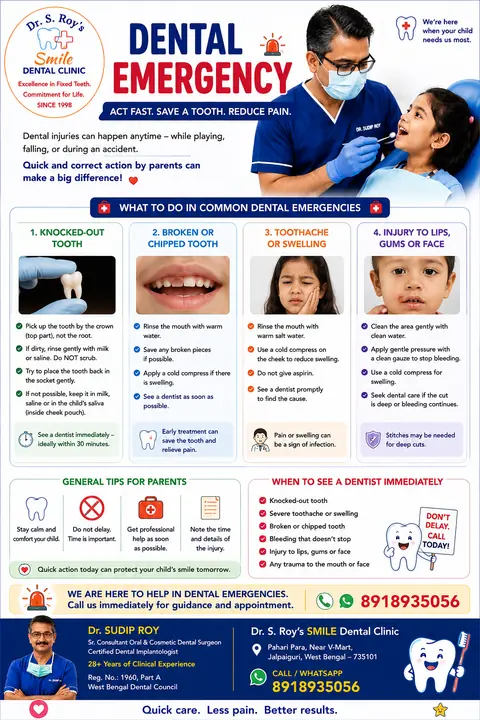 Dr. S. Roy's
Smile
DENTAL CLINIC
Excellence in Fixed Teeth.
Commitment for Life.
SINCE 1998
DENTAL
EMERGENCY
ACT FAST. SAVE A TOOTH. REDUCE PAIN.
We're here
when your child
needs us most.
DR. SUDIP ROY
Dental injuries can happen anytime – while playing,
falling, or during an accident.
Quick and correct action by parents can
make a big difference!
WHAT TO DO IN COMMON DENTAL EMERGENCIES
1. KNOCKED-OUT
TOOTH
Pick up the tooth by the crown
(top part), not the root.
If dirty, rinse gently with milk
or saline. Do NOT scrub.
Try to place the tooth back in
the socket gently.
If not possible, keep it in milk,
saline or in the child's saliva
(inside cheek pouch).
See a dentist immediately –
ideally within 30 minutes.
2. BROKEN OR
CHIPPED TOOTH
Rinse the mouth with warm
water.
Save any broken pieces
if possible.
Apply a cold compress if there
is swelling.
See a dentist as soon as
possible.
Early treatment can
save the tooth and
relieve pain.
3. TOOTHACHE
OR SWELLING
Rinse the mouth with
warm salt water.
Use a cold compress on
the cheek to reduce swelling.
Do not give aspirin.
See a dentist promptly
to find the cause.
Pain or swelling can
be a sign of infection.
4. INJURY TO LIPS,
GUMS OR FACE
Clean the area gently with
clean water.
Apply gentle pressure with
a clean gauze to stop bleeding.
Use a cold compress for
swelling.
Seek dental care if the cut
is deep or bleeding continues.
Stitches may be needed
for deep cuts.
GENERAL TIPS FOR PARENTS
Stay calm and
comfort your child.
Do not delay.
Time is important.
Get professional
help as soon
as possible.
Note the time
and details of
the injury.
Quick action today can protect your child's smile tomorrow.
WHEN TO SEE A DENTIST IMMEDIATELY
Knocked-out tooth
Severe toothache or swelling
Broken or chipped tooth
Bleeding that doesn't stop
Injury to lips, gums or face
Any trauma to the mouth or face
DON'T
DELAY,
CALL
TODAY!
WE ARE HERE TO HELP IN DENTAL EMERGENCIES.
Call us immediately for guidance and appointment.
8918935056
Dr. SUDIP ROY
Sr. Consultant Oral & Cosmetic Dental Surgeon
Certified Dental Implantologist
28+ Years of Clinical Experience
Reg. No.: 1960, Part A
West Bengal Dental Council
Dr. S. Roy's SMILE Dental Clinic
Pahari Para, Near V-Mart,
Jalpaiguri, West Bengal – 735101
CALL / WHATSAPP
8918935056
Quick care. Less pain. Better results.